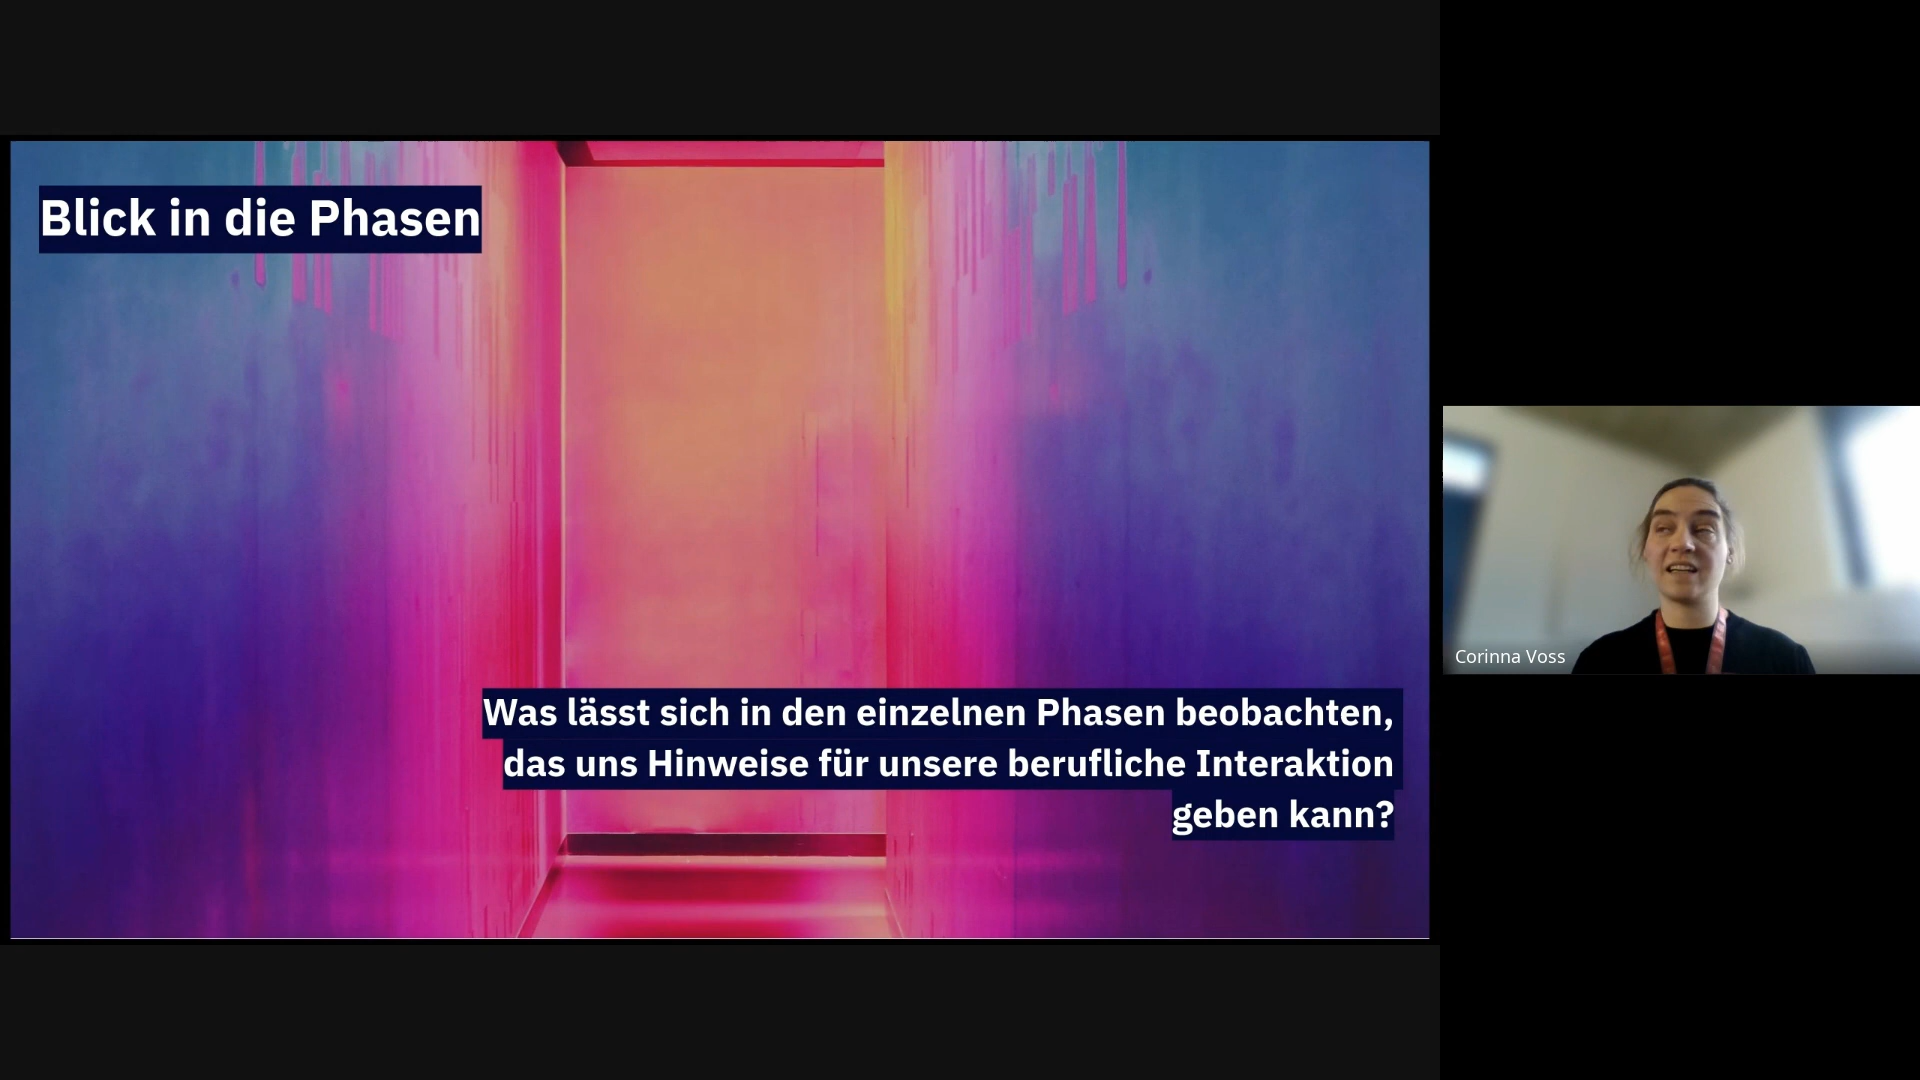 Blick in die Phasen
Was lässt sich in den einzelnen Phasen beobachten,
das uns Hinweise für unsere berufliche Interaktion
geben kann?
Corinna Voss